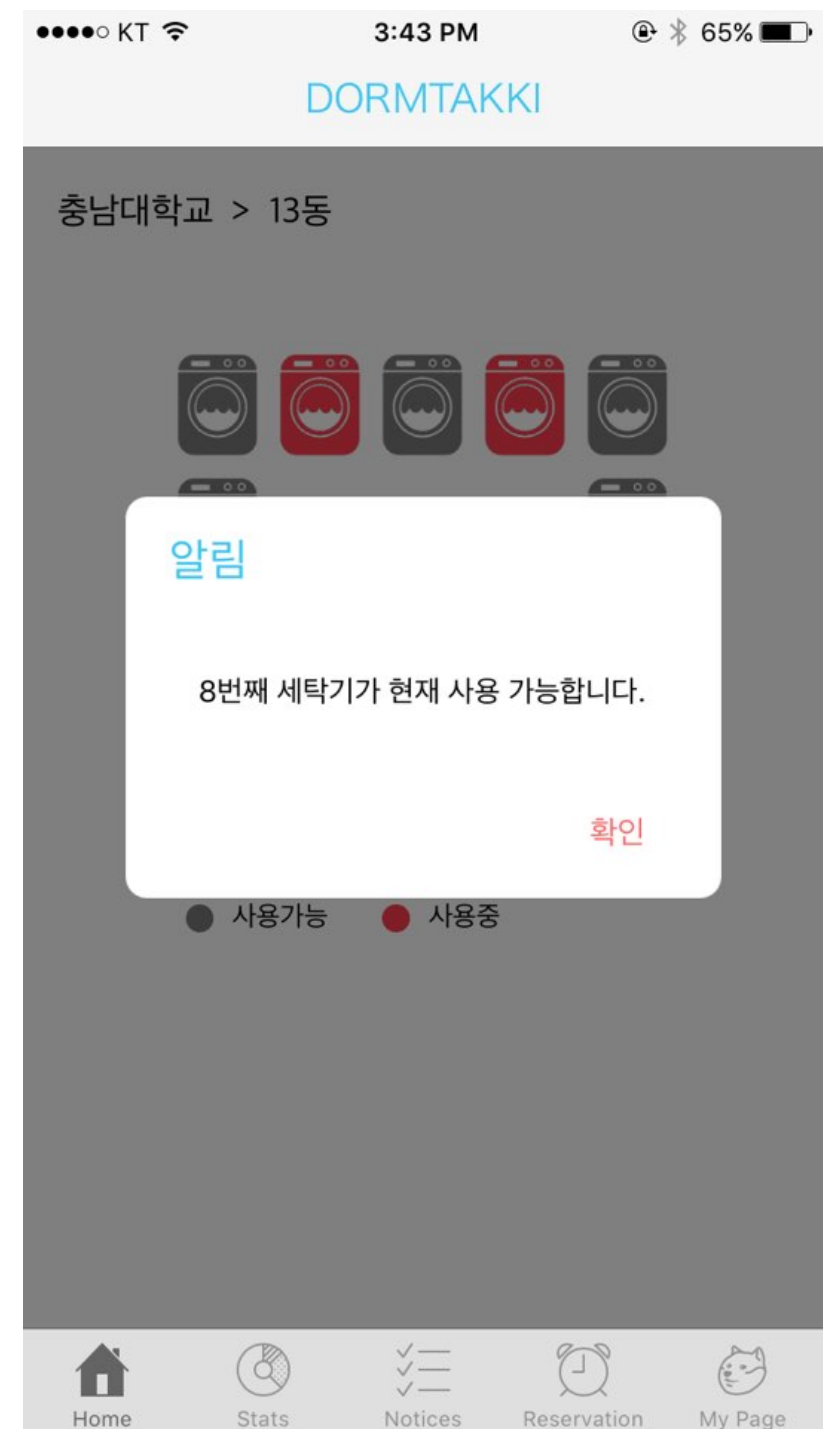 KT 3:43 PM 65%
DORMTAKKI
충남대학교 > 13동
알림
8번째 세탁기가 현재 사용 가능합니다.
확인
사용가능 사용중
Home Stats Notices Reservation My Page